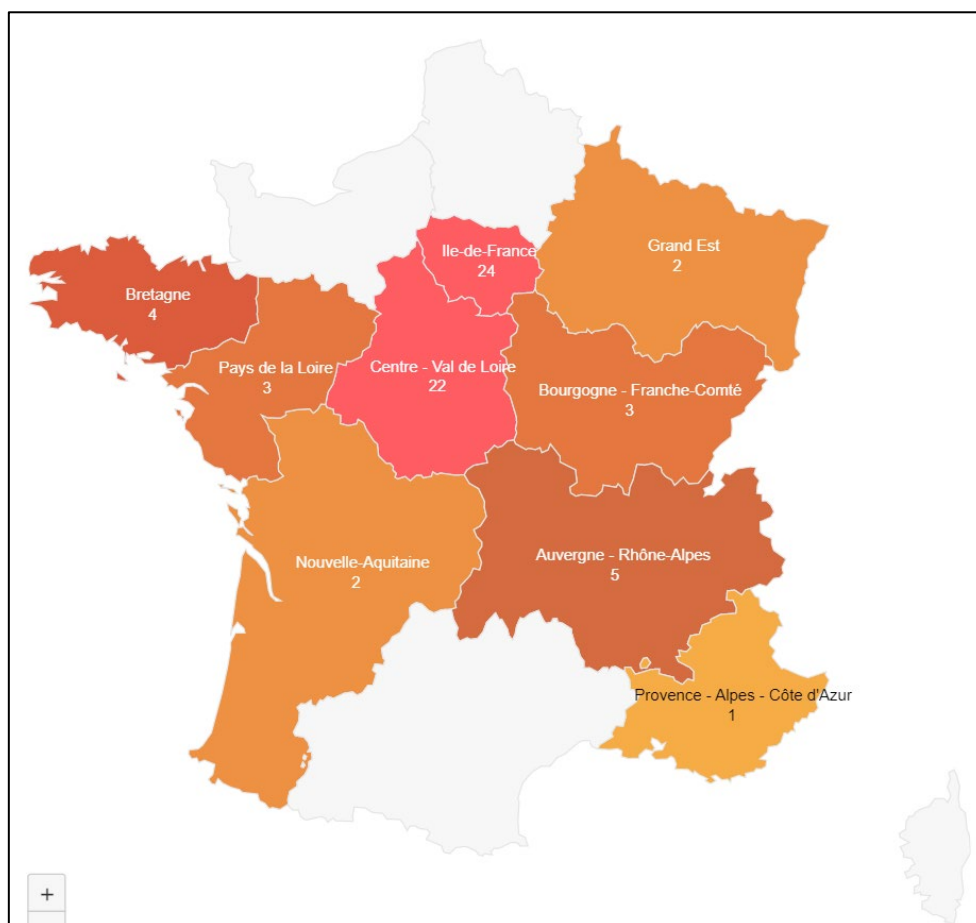 Ile-de-France
24
Grand Est
2
Bretagne
4
Pays de la Loire
3
Centre - Val de Loire
22
Bourgogne - Franche-Comté
3
Nouvelle-Aquitaine
2
Auvergne - Rhône-Alpes
5
Provence - Alpes - Côte d'Azur
1
+